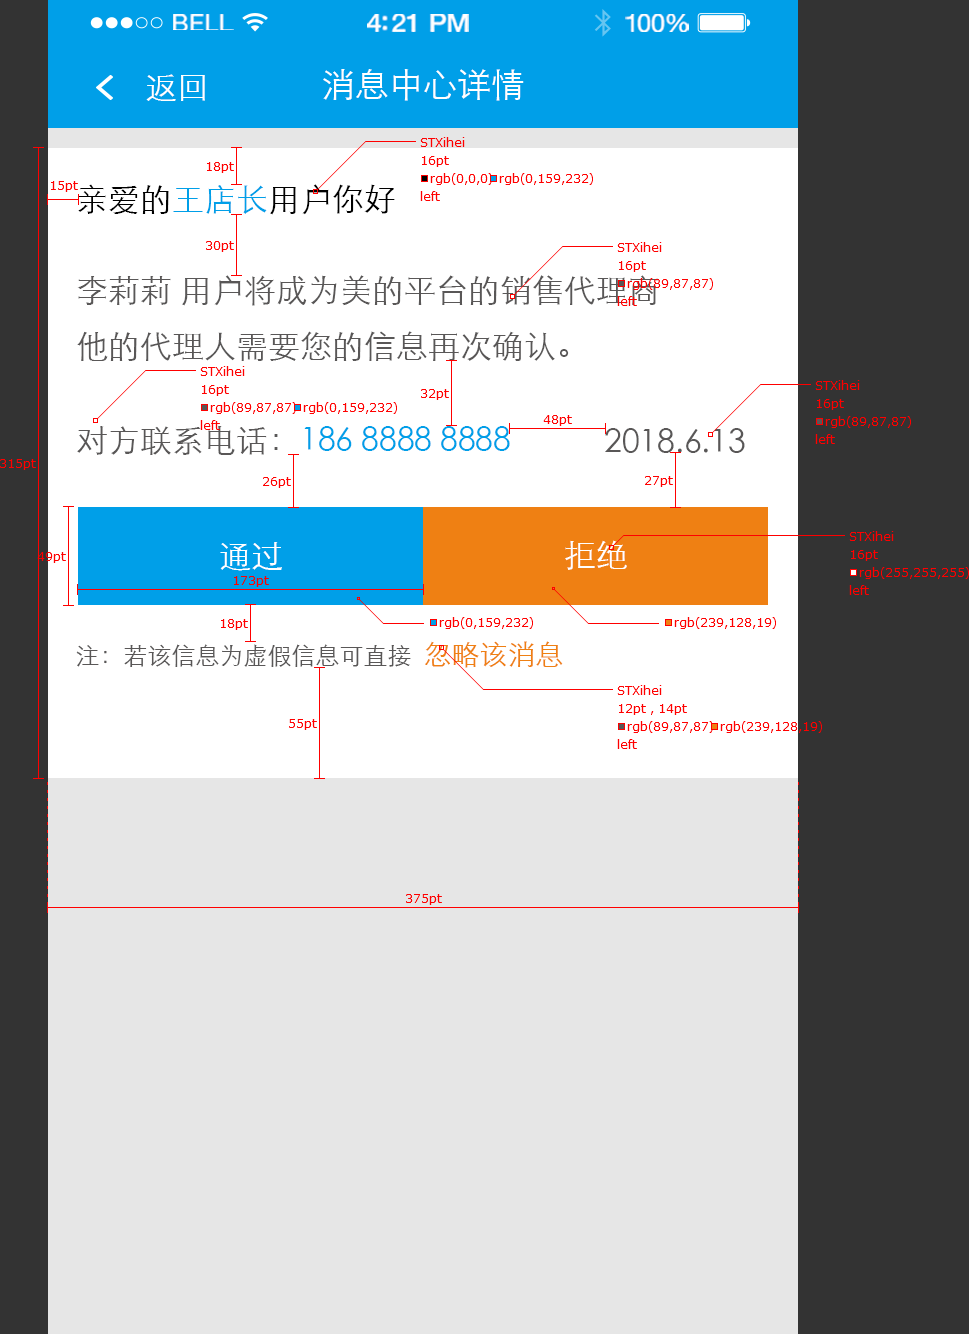 BELL 4:21 PM 100%
返回 消息中心详情
STXihei
16pt
rgb(0,0,0) rgb(0,159,232)
left
18pt
15pt
亲爱的王店长用户你好
30pt
STXihei
16pt
rgb(89,87,87)
left
李莉莉 用户将成为美的平台的销售代理商
他的代理人需要您的信息再次确认。
STXihei
16pt
rgb(89,87,87) rgb(0,159,232)
left
32pt
48pt
STXihei
16pt
rgb(89,87,87)
left
对方联系电话：186 8888 8888 2018.6.13
315pt
26pt
27pt
49pt
通过 拒绝
173pt
STXihei
16pt
rgb(255,255,255)
left
18pt
rgb(0,159,232)
rgb(239,128,19)
注：若该信息为虚假信息可直接 忽略该消息
STXihei
12pt , 14pt
rgb(89,87,87) rgb(239,128,19)
left
55pt
375pt